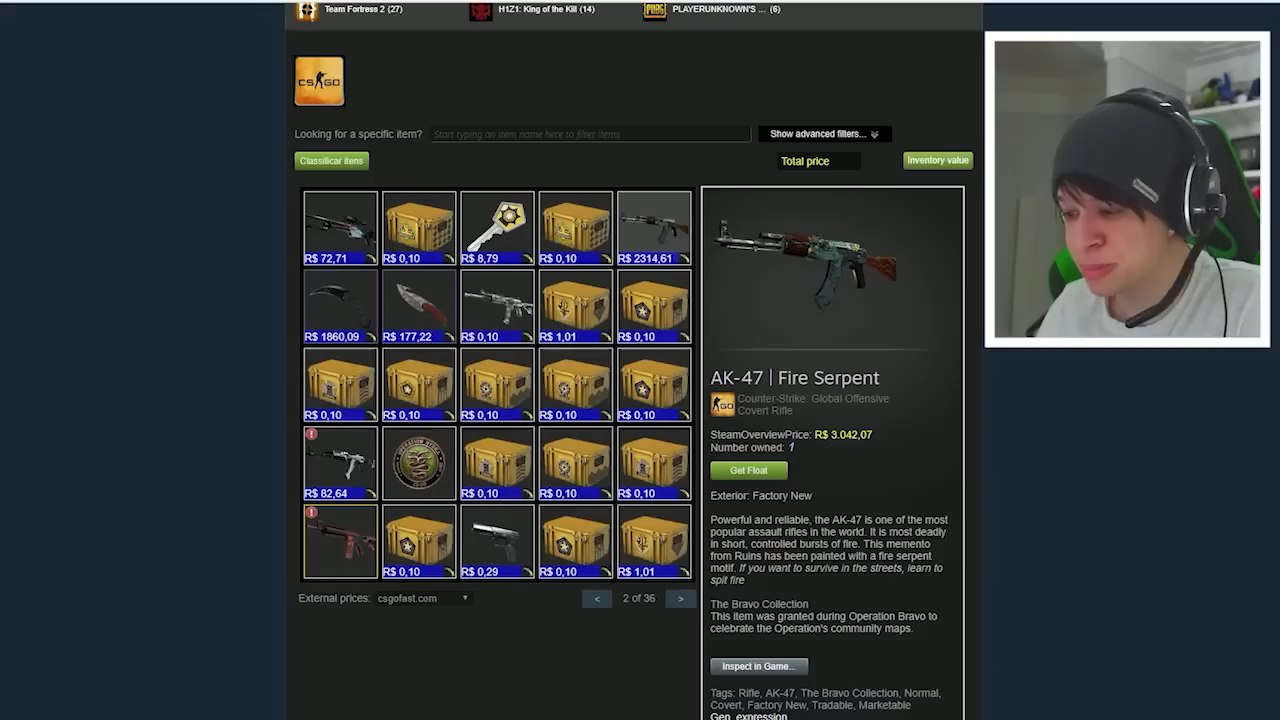 Team Fortress 2 (27)
H1Z1: King of the Kill (14)
PUBG
PLAYERUNKNOWN'S ... (6)
CS GO
Looking for a specific item?
Start typing an item name here to filter items
Show advanced filters...
Classificar itens
Total price
Inventory value
R$ 72,71
R$ 0,10
R$ 8,79
R$ 0,10
R$ 2314,61
R$ 1860,09
R$ 177,22
R$ 0,10
R$ 1,01
R$ 0,10
R$ 0,10
R$ 0,10
R$ 0,10
R$ 0,10
R$ 0,10
R$ 82,64
R$ 0,10
R$ 0,10
R$ 0,10
R$ 0,10
R$ 0,29
R$ 0,10
R$ 1,01
External prices: csgofast.com
<
2 of 36
>
AK-47 | Fire Serpent
Counter-Strike: Global Offensive
Covert Rifle
SteamOverviewPrice: R$ 3.042,07
Number owned: 1
Get Float
Exterior: Factory New
Powerful and reliable, the AK-47 is one of the most
popular assault rifles in the world. It is most deadly
in short, controlled bursts of fire. This memento
from Ruins has been painted with a fire serpent
motif. If you want to survive in the streets, learn to
spit fire
The Bravo Collection
This item was granted during Operation Bravo to
celebrate the Operation's community maps.
Inspect in Game...
Tags: Rifle, AK-47, The Bravo Collection, Normal,
Covert, Factory New, Tradable, Marketable
Gen_expression